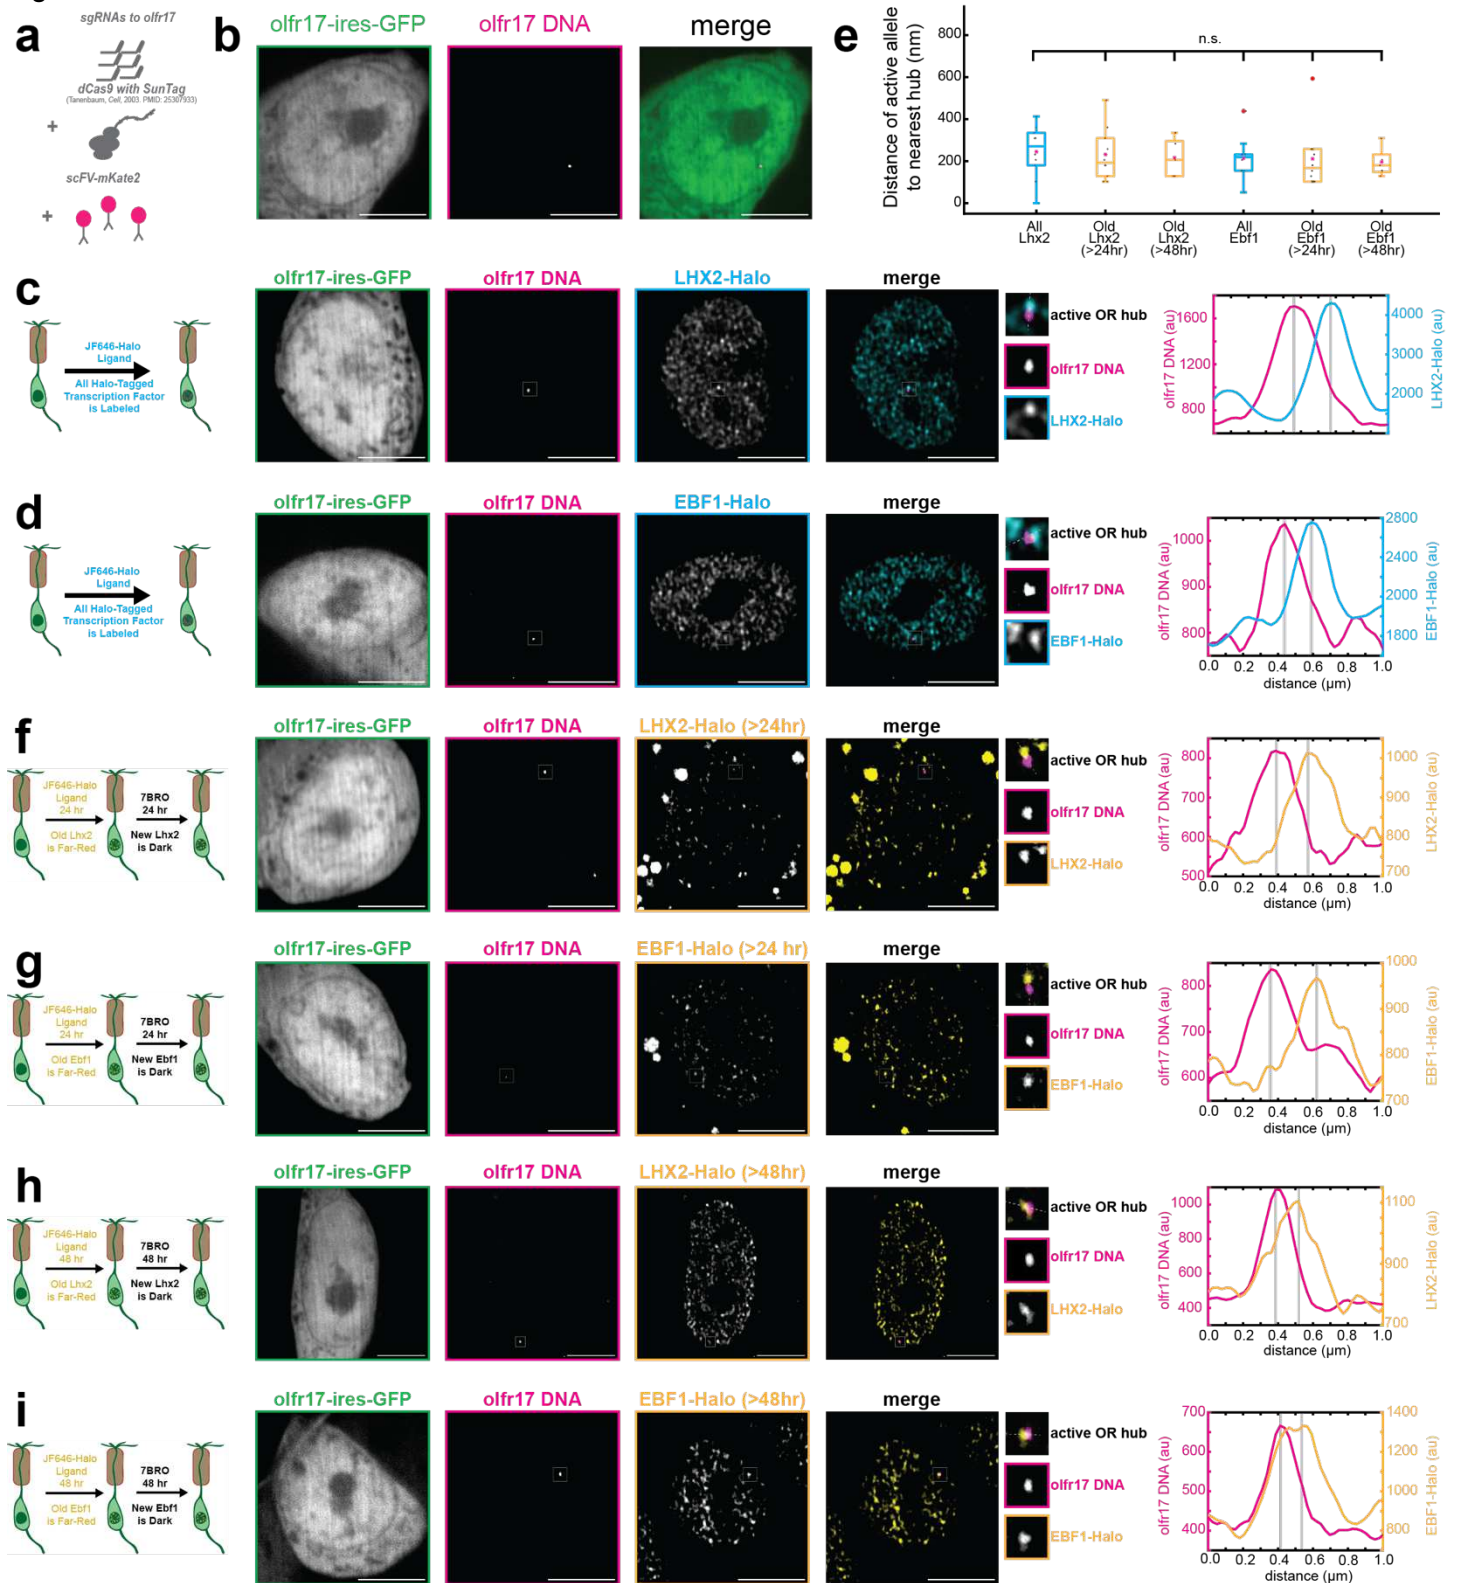 a
sgRNAs to olfr17
dCas9 with SunTag
(Tanenbaum, Cell, 2003. PMID: 25307933)
+
scFV-mKate2
+
b
olfr17-ires-GFP
olfr17 DNA
merge
e
Distance of active allele
to nearest hub (nm)
800
600
400
200
0
n.s.
All
Lhx2
Old
Lhx2
(>24hr)
Old
Lhx2
(>48hr)
All
Ebf1
Old
Ebf1
(>24hr)
Old
Ebf1
(>48hr)
c
JF646-Halo
Ligand
All Halo-Tagged
Transcription Factor
is Labeled
olfr17-ires-GFP
olfr17 DNA
LHX2-Halo
merge
active OR hub
olfr17 DNA
LHX2-Halo
olfr17 DNA (au)
1600
1200
800
4000
3000
2000
LHX2-Halo (au)
d
JF646-Halo
Ligand
All Halo-Tagged
Transcription Factor
is Labeled
olfr17-ires-GFP
olfr17 DNA
EBF1-Halo
merge
active OR hub
olfr17 DNA
EBF1-Halo
olfr17 DNA (au)
1000
900
800
2800
2400
2000
1800
EBF1-Halo (au)
0.0 0.2 0.4 0.6 0.8 1.0
distance (µm)
f
JF646-Halo
Ligand
24 hr
Old Lhx2
is Far-Red
7BRO
24 hr
New Lhx2
is Dark
olfr17-ires-GFP
olfr17 DNA
LHX2-Halo (>24hr)
merge
active OR hub
olfr17 DNA
LHX2-Halo
olfr17 DNA (au)
800
700
600
500
1000
900
800
700
LHX2-Halo (au)
0.0 0.2 0.4 0.6 0.8 1.0
distance (µm)
g
JF646-Halo
Ligand
24 hr
Old Ebf1
is Far-Red
7BRO
24 hr
New Ebf1
is Dark
olfr17-ires-GFP
olfr17 DNA
EBF1-Halo (>24 hr)
merge
active OR hub
olfr17 DNA
EBF1-Halo
olfr17 DNA (au)
800
700
600
1000
900
800
700
EBF1-Halo (au)
0.0 0.2 0.4 0.6 0.8 1.0
distance (µm)
h
JF646-Halo
Ligand
48 hr
Old Lhx2
is Far-Red
7BRO
48 hr
New Lhx2
is Dark
olfr17-ires-GFP
olfr17 DNA
LHX2-Halo (>48hr)
merge
active OR hub
olfr17 DNA
LHX2-Halo
olfr17 DNA (au)
1000
800
600
400
1100
900
700
LHX2-Halo (au)
0.0 0.2 0.4 0.6 0.8 1.0
distance (µm)
i
JF646-Halo
Ligand
48 hr
Old Ebf1
is Far-Red
7BRO
48 hr
New Ebf1
is Dark
olfr17-ires-GFP
olfr17 DNA
EBF1-Halo (>48hr)
merge
active OR hub
olfr17 DNA
EBF1-Halo
olfr17 DNA (au)
700
600
500
400
1400
1200
1000
800
EBF1-Halo (au)
0.0 0.2 0.4 0.6 0.8 1.0
distance (µm)